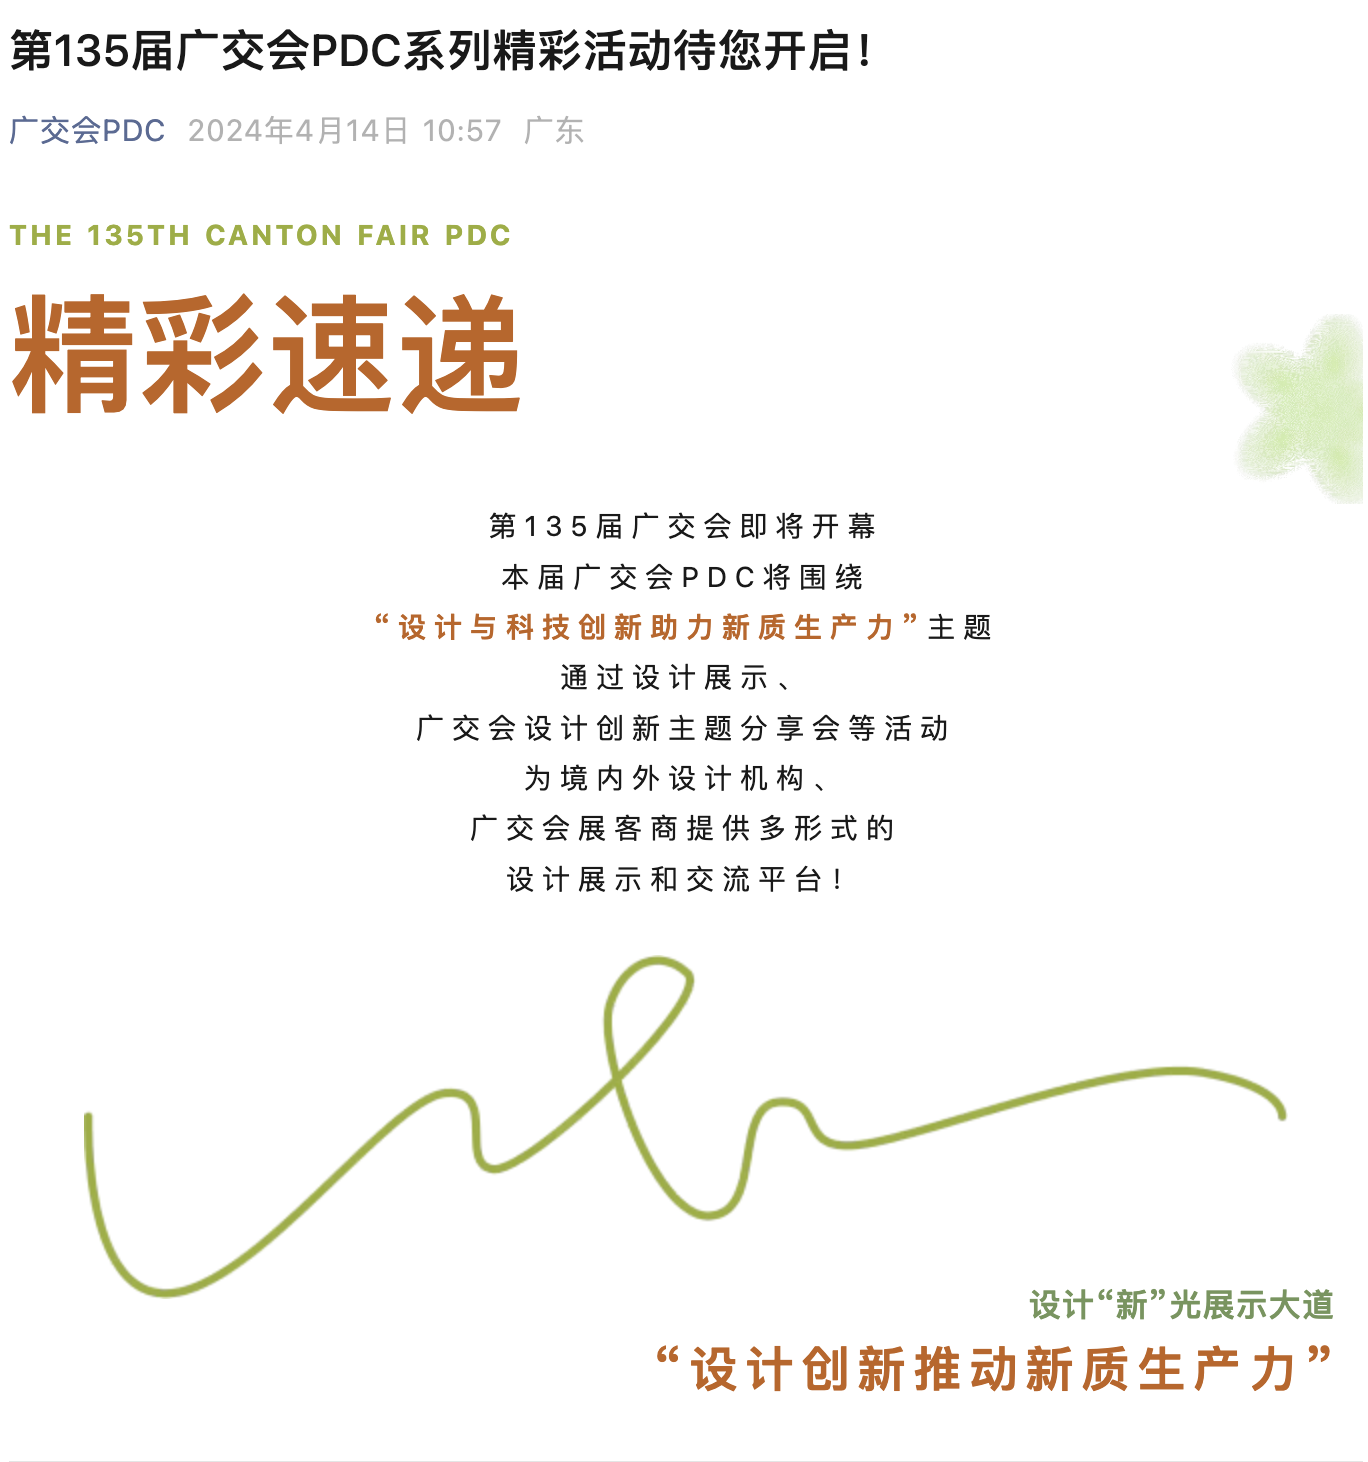 第135届广交会PDC系列精彩活动待您开启！
广交会PDC 2024年4月14日 10:57 广东
THE 135TH CANTON FAIR PDC
精彩速递
第135届广交会即将开幕
本届广交会PDC将围绕
“设计与科技创新助力新质生产力”主题
通过设计展示、
广交会设计创新主题分享会等活动
为境内外设计机构、
广交会展客商提供多形式的
设计展示和交流平台！
设计“新”光展示大道
“设计创新推动新质生产力”